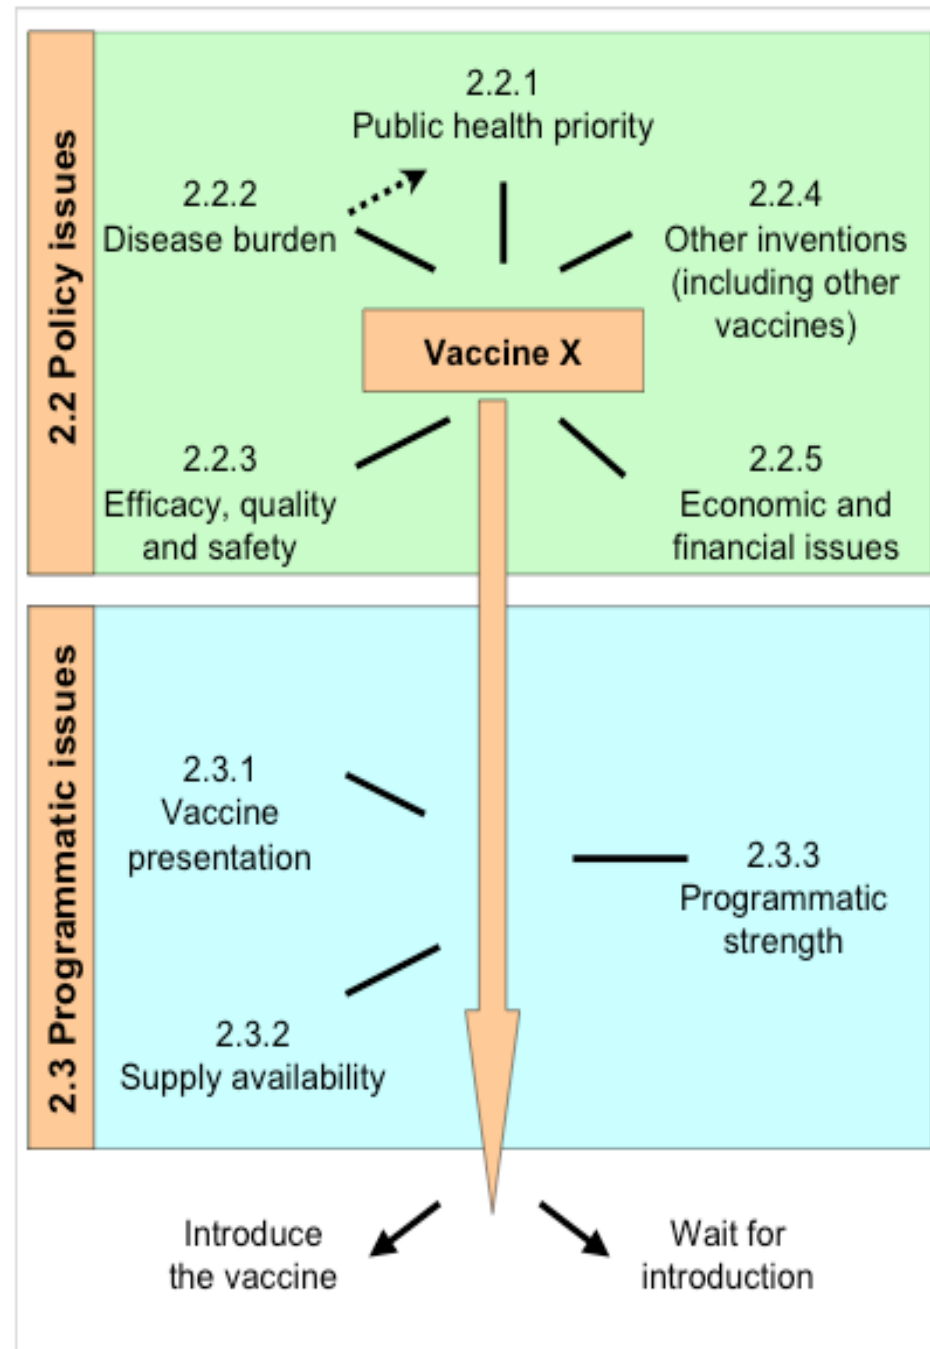 2.2 Policy issues
2.2.1
Public health priority
2.2.2
Disease burden
2.2.4
Other inventions
(including other
vaccines)
Vaccine X
2.2.3
Efficacy, quality
and safety
2.2.5
Economic and
financial issues
2.3 Programmatic issues
2.3.1
Vaccine
presentation
2.3.3
Programmatic
strength
2.3.2
Supply availability
Introduce
the vaccine
Wait for
introduction